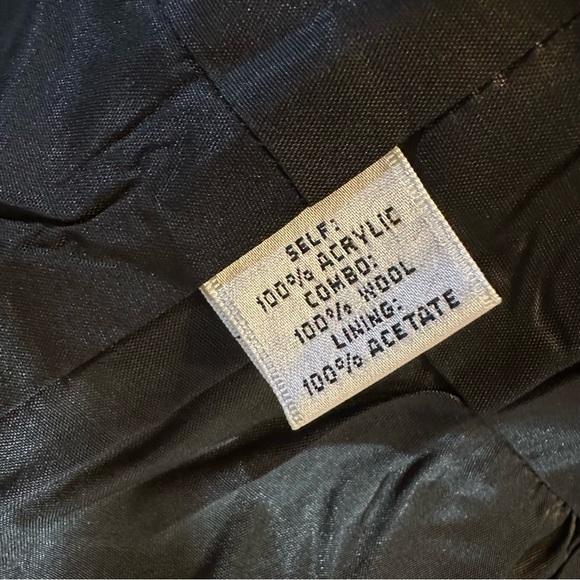 SELF:
100% ACRYLIC
COMBO:
100% WOOL
LINING:
100% ACETATE